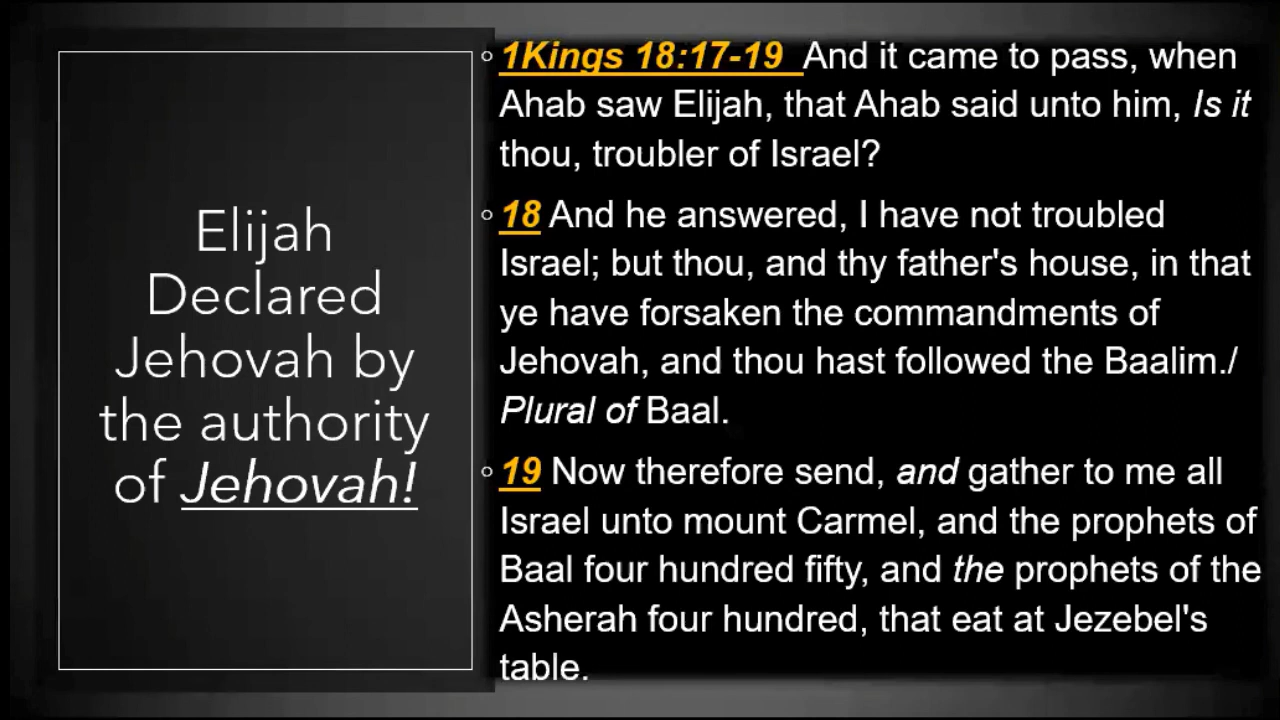 Elijah
Declared
Jehovah by
the authority
of Jehovah!
1Kings 18:17-19 And it came to pass, when
Ahab saw Elijah, that Ahab said unto him, Is it
thou, troubler of Israel?
18 And he answered, I have not troubled
Israel; but thou, and thy father's house, in that
ye have forsaken the commandments of
Jehovah, and thou hast followed the Baalim./
Plural of Baal.
19 Now therefore send, and gather to me all
Israel unto mount Carmel, and the prophets of
Baal four hundred fifty, and the prophets of the
Asherah four hundred, that eat at Jezebel's
table.